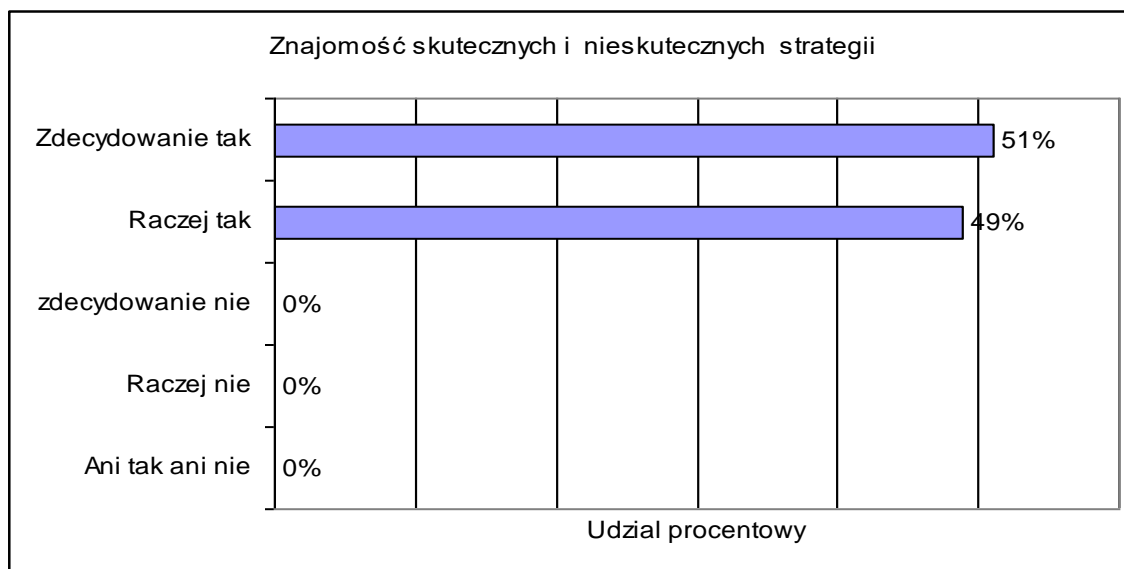 Znajomość skutecznych i nieskutecznych strategii
Zdecydowanie tak
51%
Raczej tak
49%
zdecydowanie nie
0%
Raczej nie
0%
Ani tak ani nie
0%
Udzial procentowy